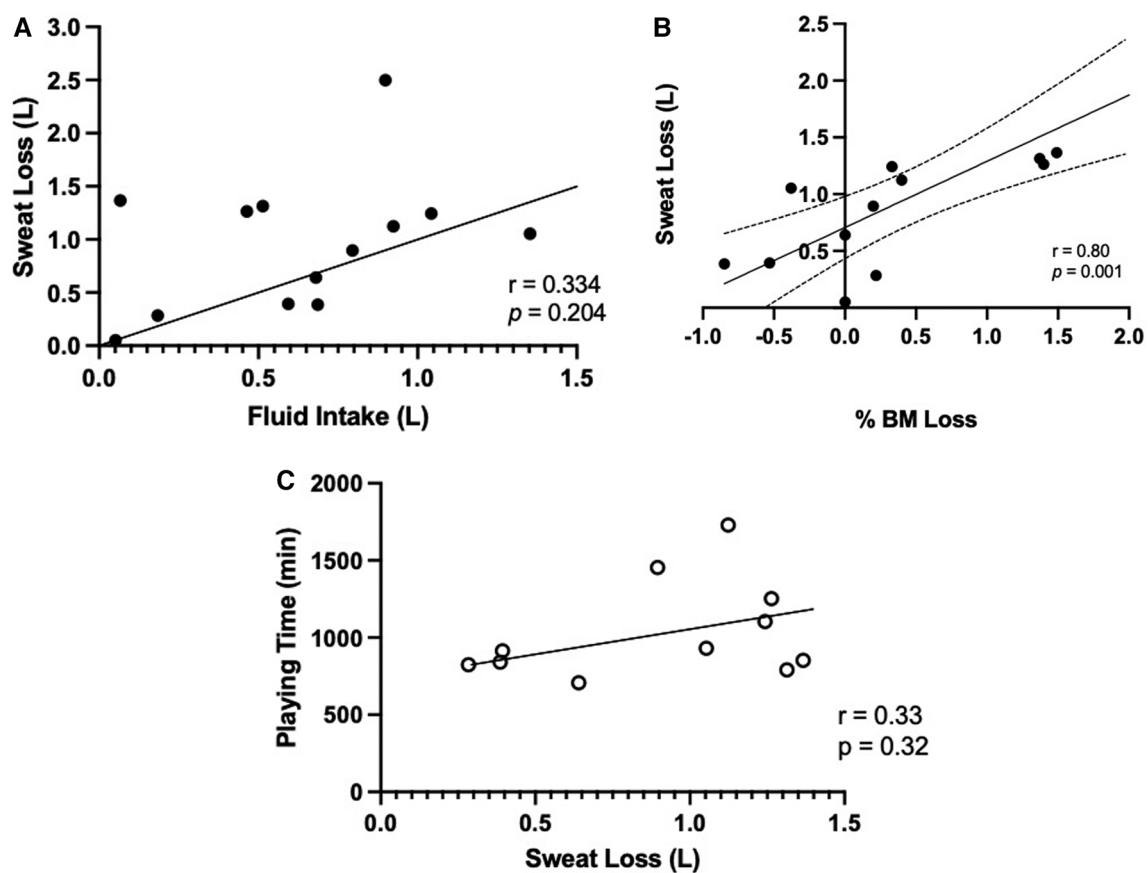 A
3.0
2.5
2.0
1.5
1.0
0.5
0.0
Sweat Loss (L)
0.0 0.5 1.0 1.5
Fluid Intake (L)
r = 0.334
p = 0.204
B
2.5
2.0
1.5
1.0
0.5
Sweat Loss (L)
-1.0 -0.5 0.0 0.5 1.0 1.5 2.0
% BM Loss
r = 0.80
p = 0.001
C
2000
1500
1000
500
0
Playing Time (min)
0.0 0.5 1.0 1.5
Sweat Loss (L)
r = 0.33
p = 0.32